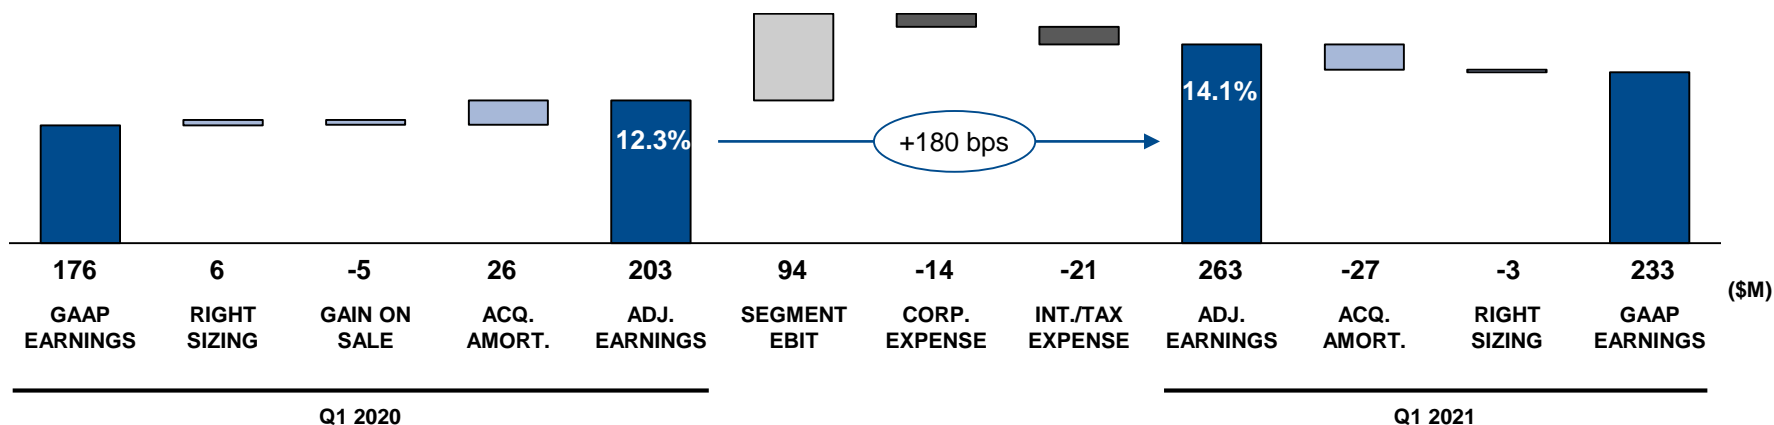 12.3%
+180 bps
14.1%
176 6 -5 26 203 94 -14 -21 263 -27 -3 233
($M)
GAAP RIGHT GAIN ON ACQ. ADJ. SEGMENT CORP. INT./TAX ADJ. ACQ. RIGHT GAAP
EARNINGS SIZING SALE AMORT. EARNINGS EBIT EXPENSE EXPENSE EARNINGS AMORT. SIZING EARNINGS
Q1 2020 Q1 2021